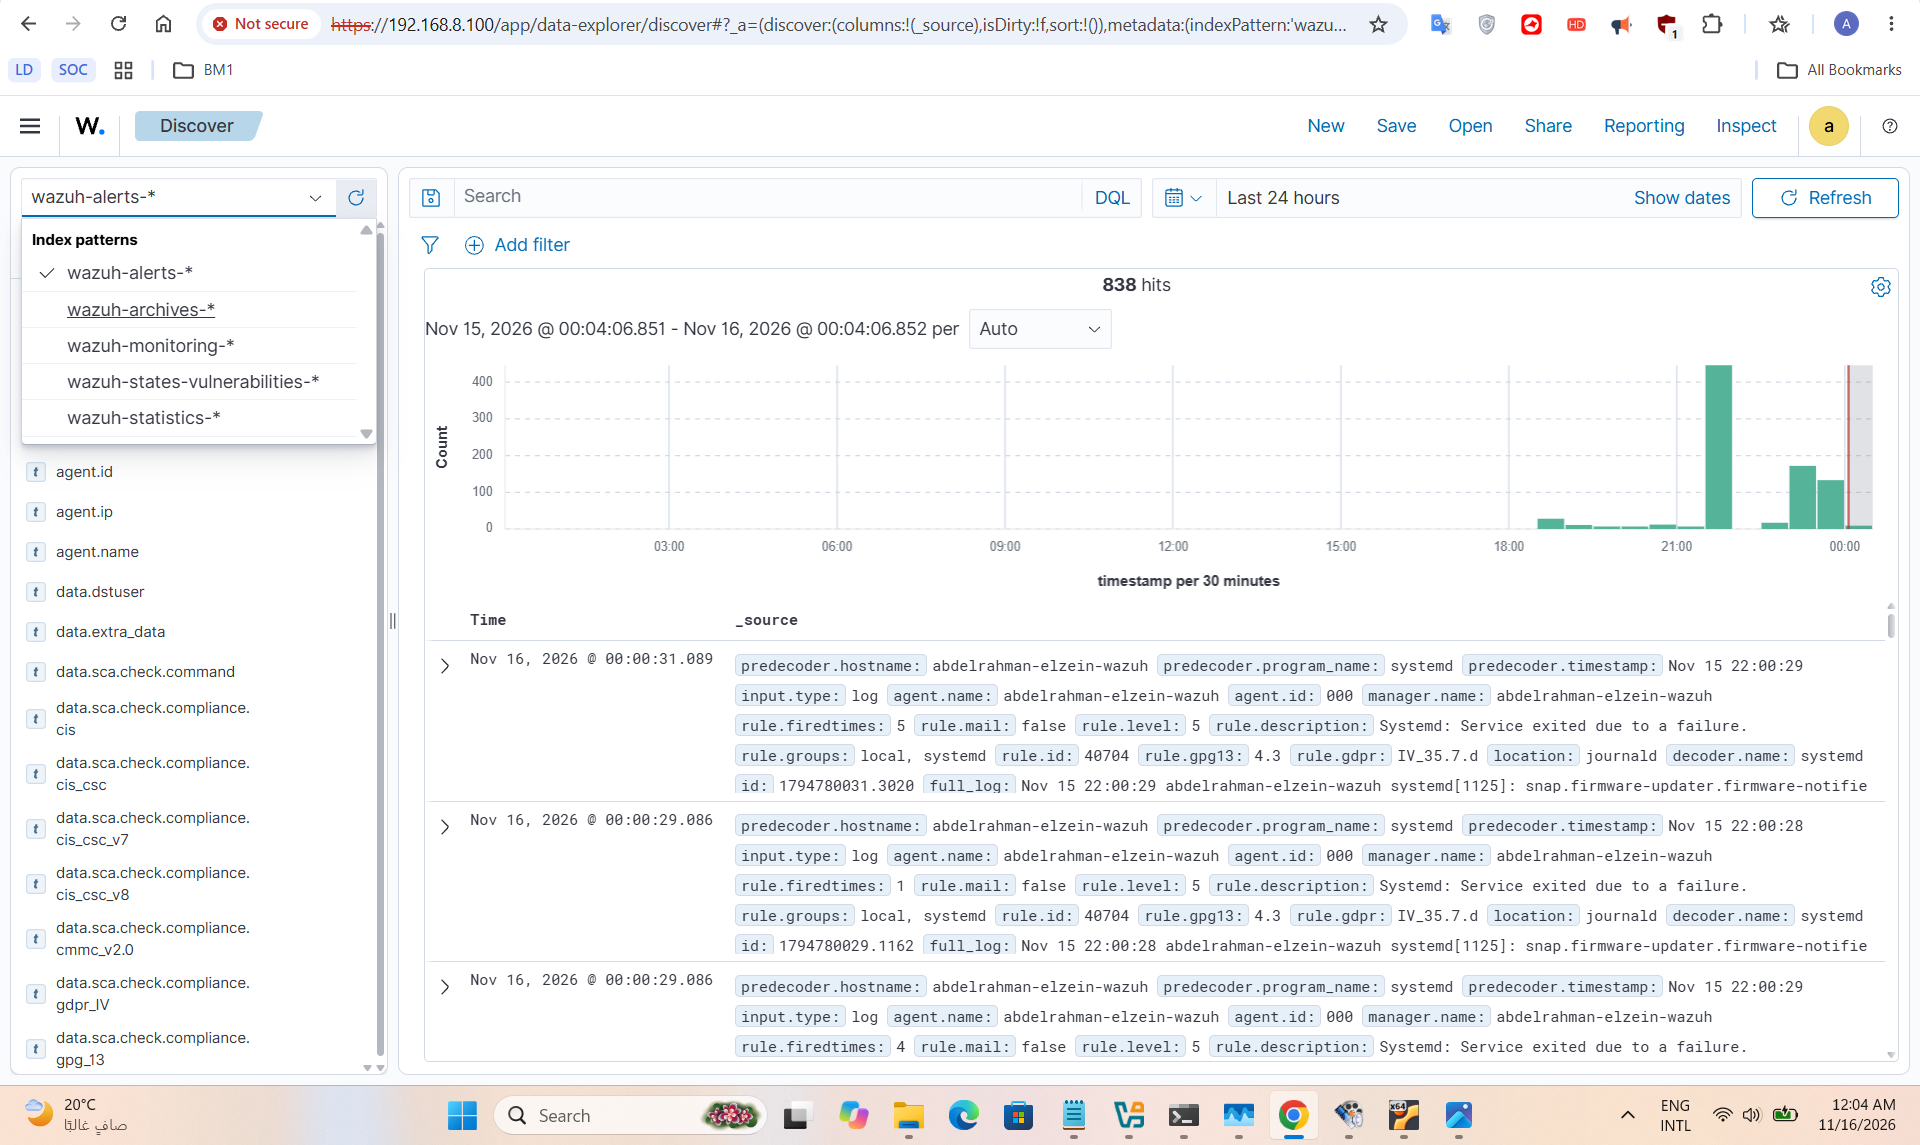 Not secure
https://192.168.8.100/app/data-explorer/discover#?_a=(discover:(columns:!(_source),isDirty:!f,sort:!()),metadata:(indexPattern:'wazu...
HD
1
A
LD
SOC
BM1
All Bookmarks
W.
Discover
New
Save
Open
Share
Reporting
Inspect
a
wazuh-alerts-*
Search
DQL
Last 24 hours
Show dates
Refresh
Index patterns
wazuh-alerts-*
wazuh-archives-*
wazuh-monitoring-*
wazuh-states-vulnerabilities-*
wazuh-statistics-*
Add filter
838 hits
Nov 15, 2026 @ 00:04:06.851 - Nov 16, 2026 @ 00:04:06.852 per
Auto
Count
400
300
200
100
0
03:00
06:00
09:00
12:00
15:00
18:00
21:00
00:00
timestamp per 30 minutes
t agent.id
t agent.ip
t agent.name
t data.dstuser
t data.extra_data
t data.sca.check.command
t data.sca.check.compliance.
cis
t data.sca.check.compliance.
cis_csc
t data.sca.check.compliance.
cis_csc_v7
t data.sca.check.compliance.
cis_csc_v8
t data.sca.check.compliance.
cmmc_v2.0
t data.sca.check.compliance.
gdpr_IV
t data.sca.check.compliance.
gpg_13
Time
_source
Nov 16, 2026 @ 00:00:31.089
predecoder.hostname: abdelrahman-elzein-wazuh predecoder.program_name: systemd predecoder.timestamp: Nov 15 22:00:29
input.type: log agent.name: abdelrahman-elzein-wazuh agent.id: 000 manager.name: abdelrahman-elzein-wazuh
rule.firedtimes: 5 rule.mail: false rule.level: 5 rule.description: Systemd: Service exited due to a failure.
rule.groups: local, systemd rule.id: 40704 rule.gpg13: 4.3 rule.gdpr: IV_35.7.d location: journald decoder.name: systemd
id: 1794780031.3020 full_log: Nov 15 22:00:29 abdelrahman-elzein-wazuh systemd[1125]: snap.firmware-updater.firmware-notifie
Nov 16, 2026 @ 00:00:29.086
predecoder.hostname: abdelrahman-elzein-wazuh predecoder.program_name: systemd predecoder.timestamp: Nov 15 22:00:28
input.type: log agent.name: abdelrahman-elzein-wazuh agent.id: 000 manager.name: abdelrahman-elzein-wazuh
rule.firedtimes: 1 rule.mail: false rule.level: 5 rule.description: Systemd: Service exited due to a failure.
rule.groups: local, systemd rule.id: 40704 rule.gpg13: 4.3 rule.gdpr: IV_35.7.d location: journald decoder.name: systemd
id: 1794780029.1162 full_log: Nov 15 22:00:28 abdelrahman-elzein-wazuh systemd[1125]: snap.firmware-updater.firmware-notifie
Nov 16, 2026 @ 00:00:29.086
predecoder.hostname: abdelrahman-elzein-wazuh predecoder.program_name: systemd predecoder.timestamp: Nov 15 22:00:29
input.type: log agent.name: abdelrahman-elzein-wazuh agent.id: 000 manager.name: abdelrahman-elzein-wazuh
rule.firedtimes: 4 rule.mail: false rule.level: 5 rule.description: Systemd: Service exited due to a failure.
20°C
صافٍ غالبًا
Search
x64
ENG
INTL
12:04 AM
11/16/2026